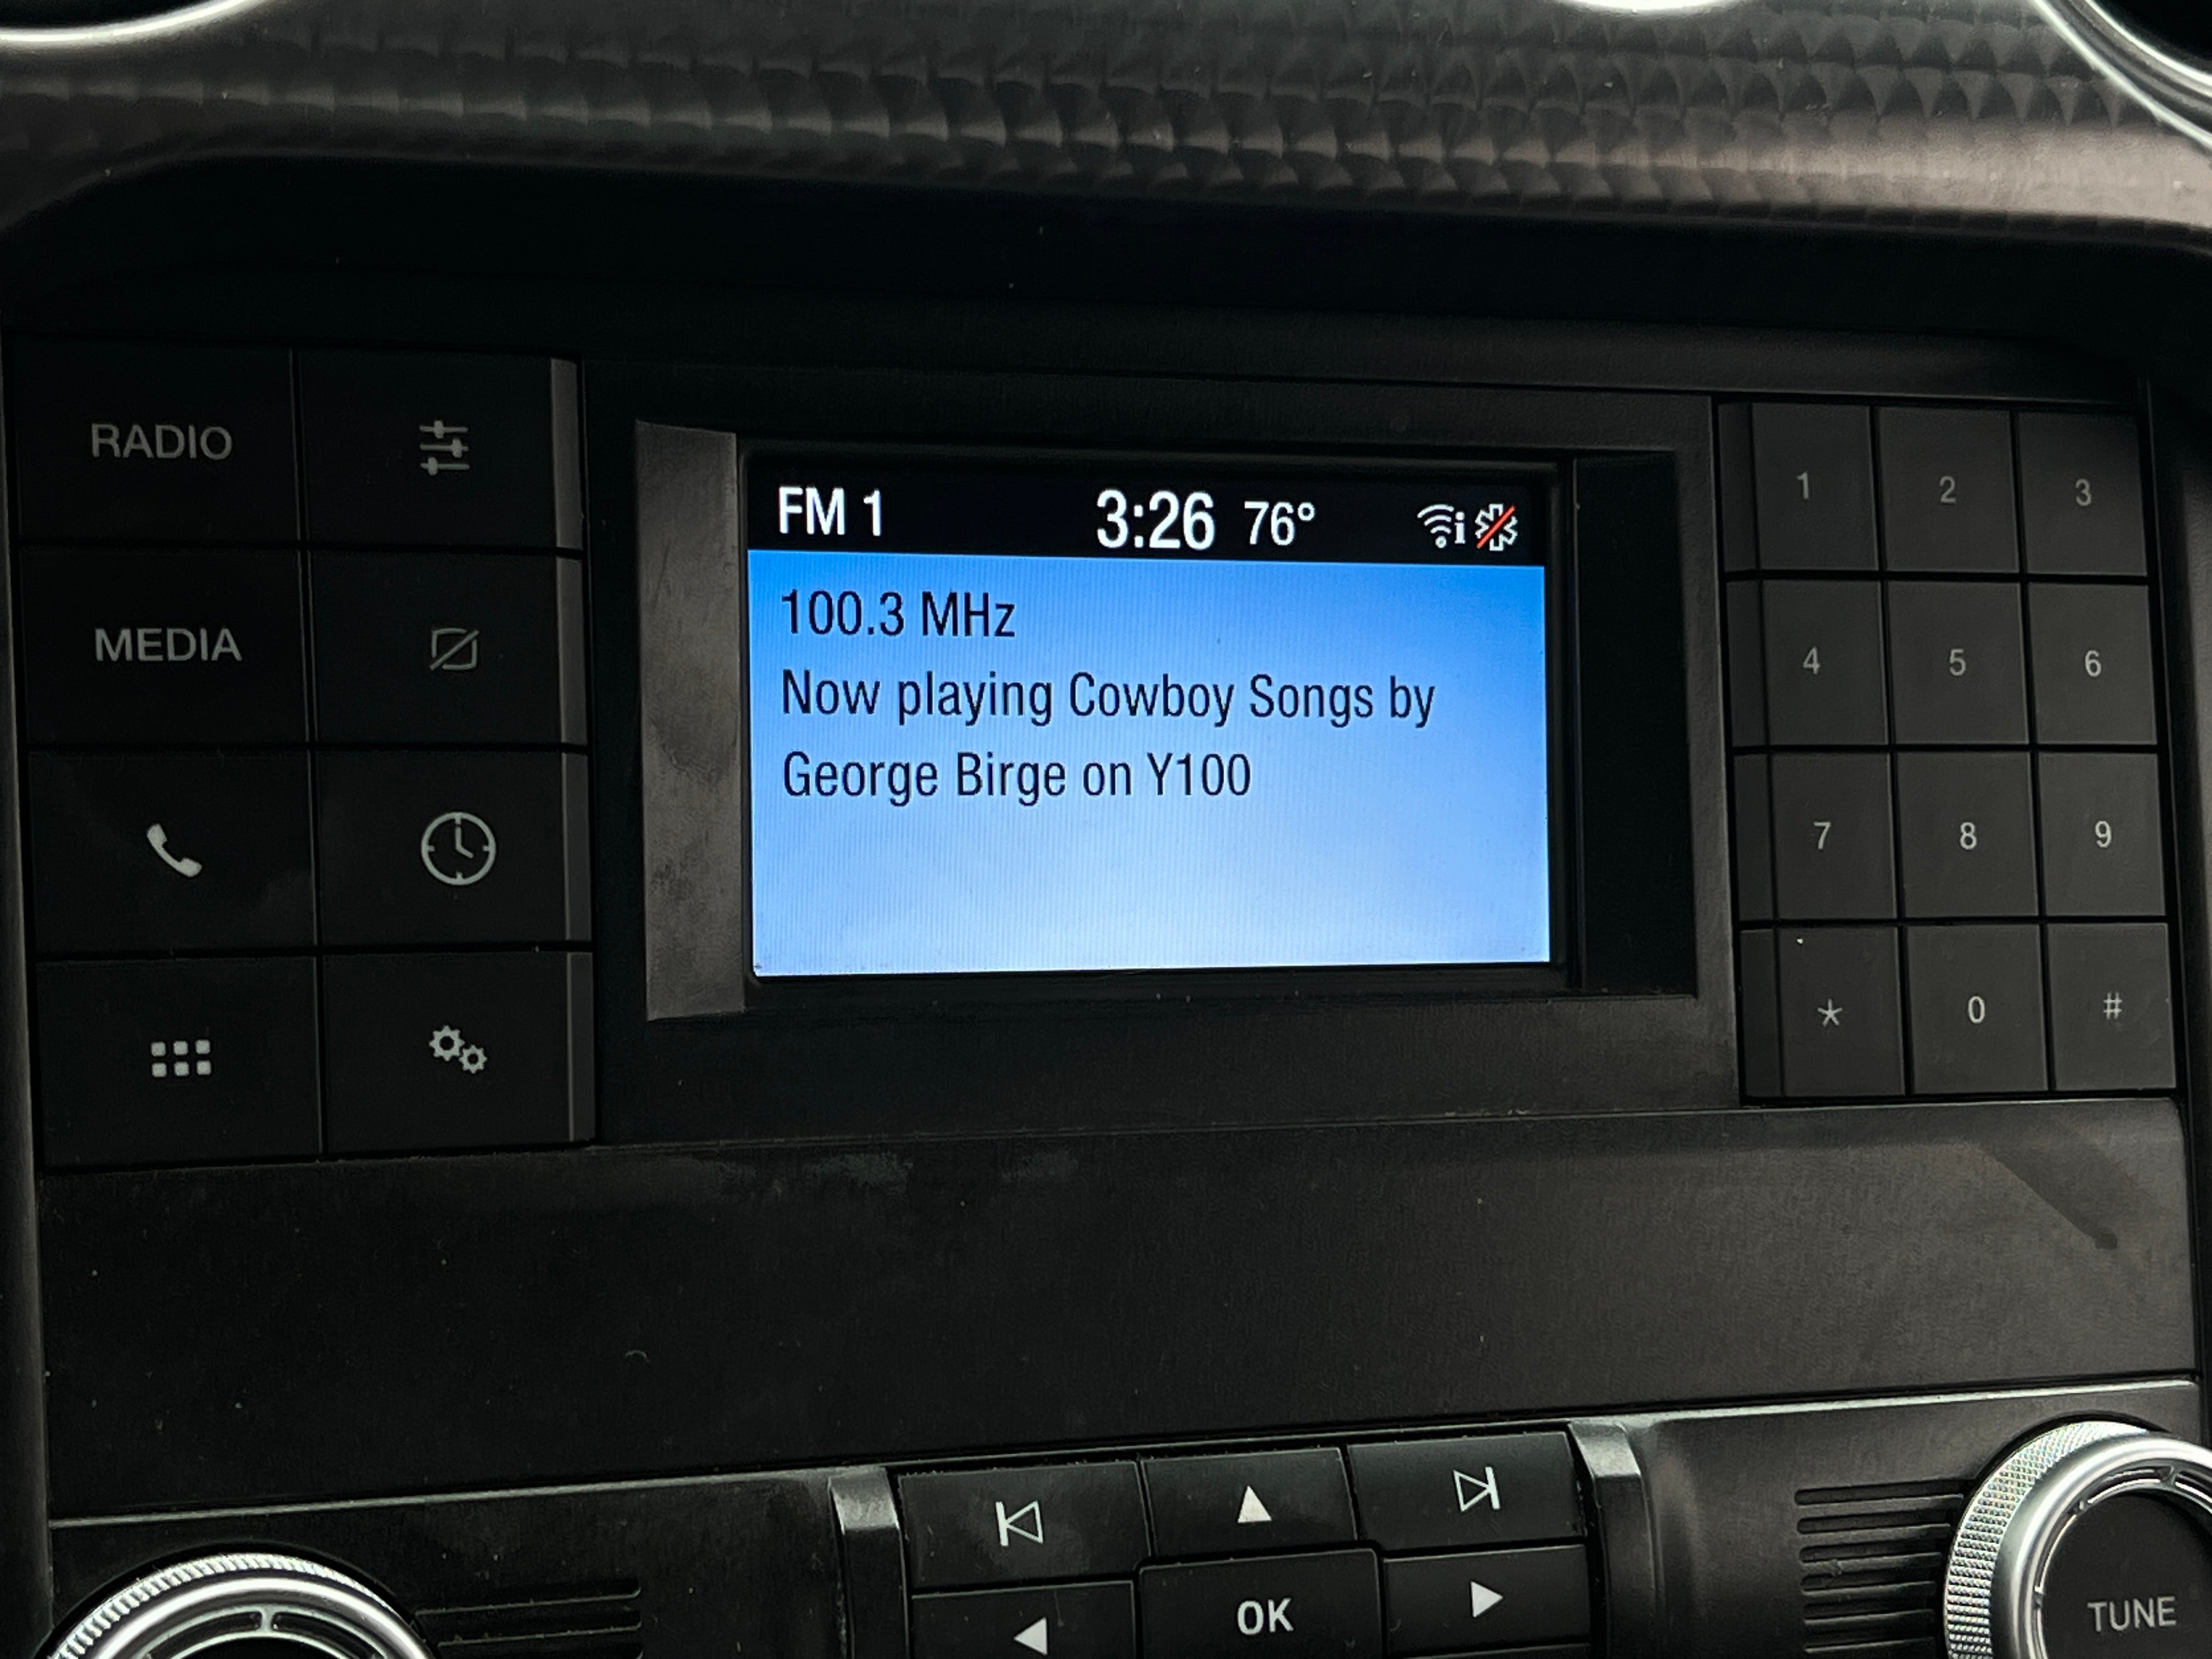 RADIO
MEDIA
FM 1 3:26 76° i
100.3 MHz
Now playing Cowboy Songs by
George Birge on Y100
1 2 3
4 5 6
7 8 9
* 0 #
OK
TUNE